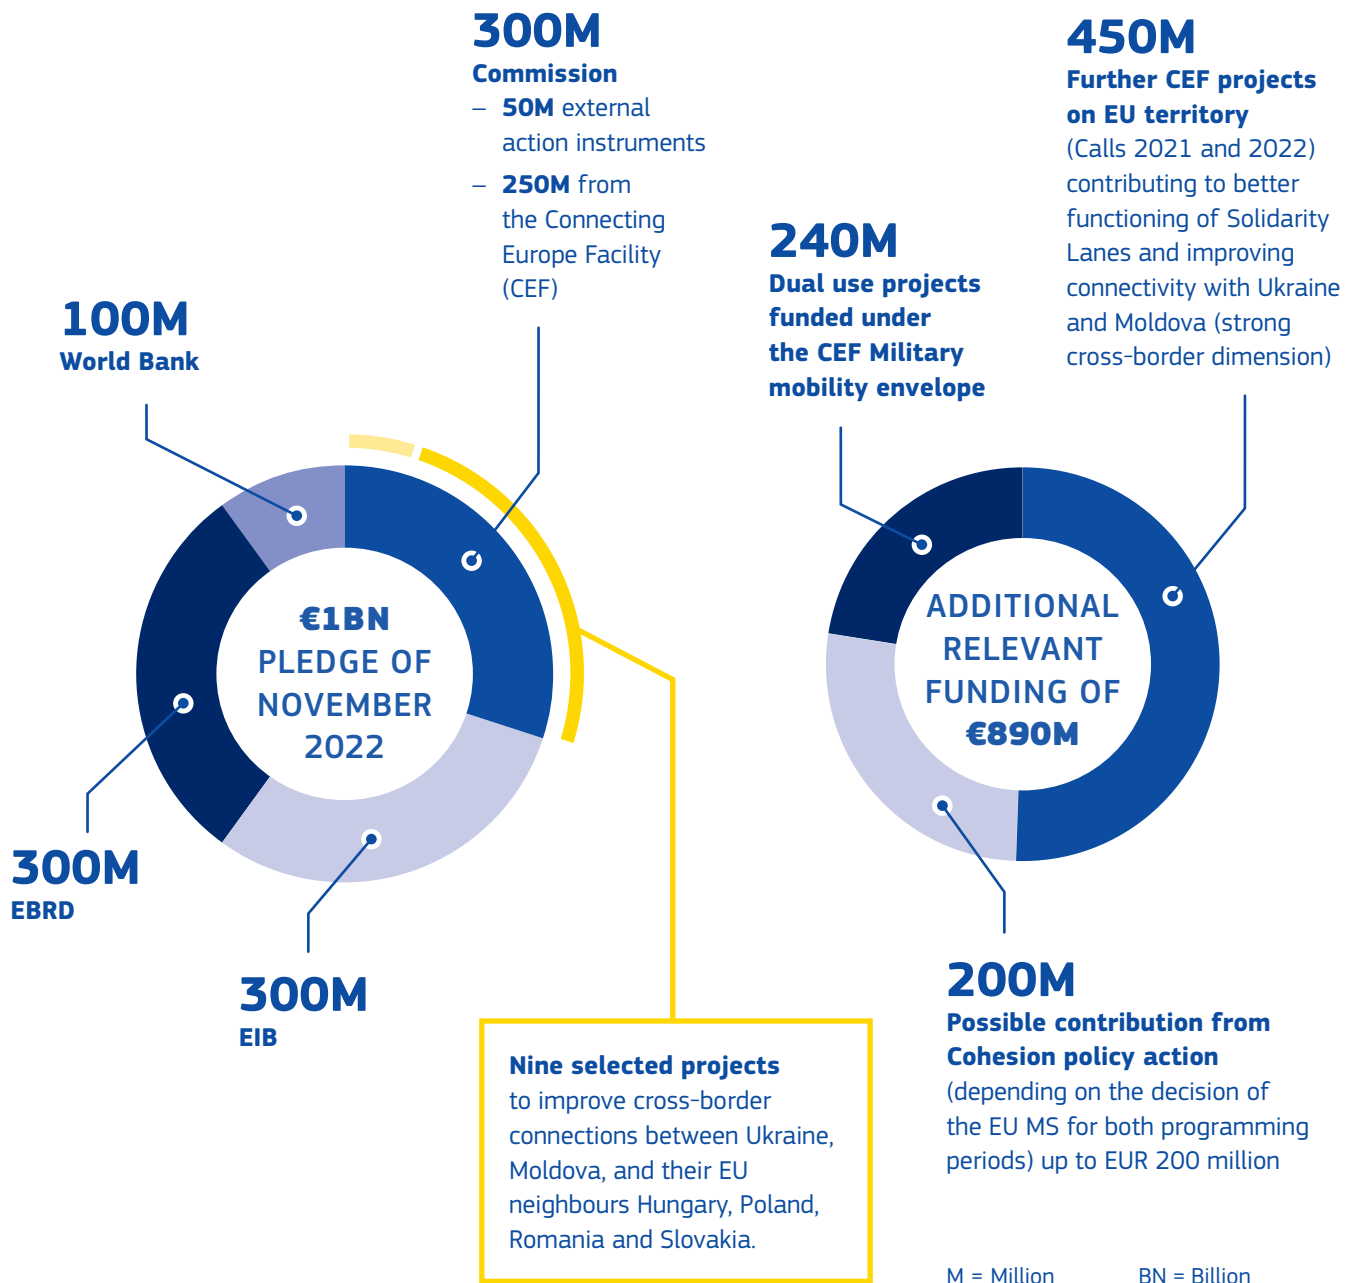 300M
Commission
– 50M external
action instruments
– 250M from
the Connecting
Europe Facility
(CEF)
100M
World Bank
€1BN
PLEDGE OF
NOVEMBER
2022
300M
EBRD
300M
EIB
Nine selected projects
to improve cross-border
connections between Ukraine,
Moldova, and their EU
neighbours Hungary, Poland,
Romania and Slovakia.
240M
Dual use projects
funded under
the CEF Military
mobility envelope
450M
Further CEF projects
on EU territory
(Calls 2021 and 2022)
contributing to better
functioning of Solidarity
Lanes and improving
connectivity with Ukraine
and Moldova (strong
cross-border dimension)
ADDITIONAL
RELEVANT
FUNDING OF
€890M
200M
Possible contribution from
Cohesion policy action
(depending on the decision of
the EU MS for both programming
periods) up to EUR 200 million
M = Million BN = Billion